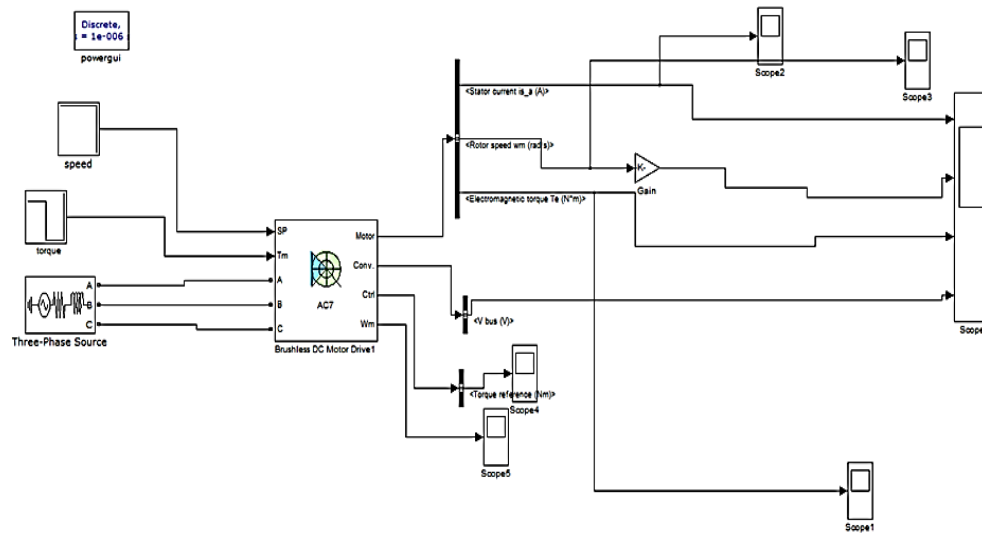 Discrete,
= 1e-006
powergui
Scope2
Scope3
<Stator current is_a (A)>
speed
<Rotor speed wm (rad/s)>
K-
Gain
<Electromagnetic torque Te (N*m)>
torque
SP
Motor
Tm
Conv.
A
A
AC7
B
B
Ctrl
C
C
Wm
Three-Phase Source
Brushless DC Motor Drive1
<V bus (V)>
Scope
<Torque reference (Nm)>
Scope4
Scope5
Scope1